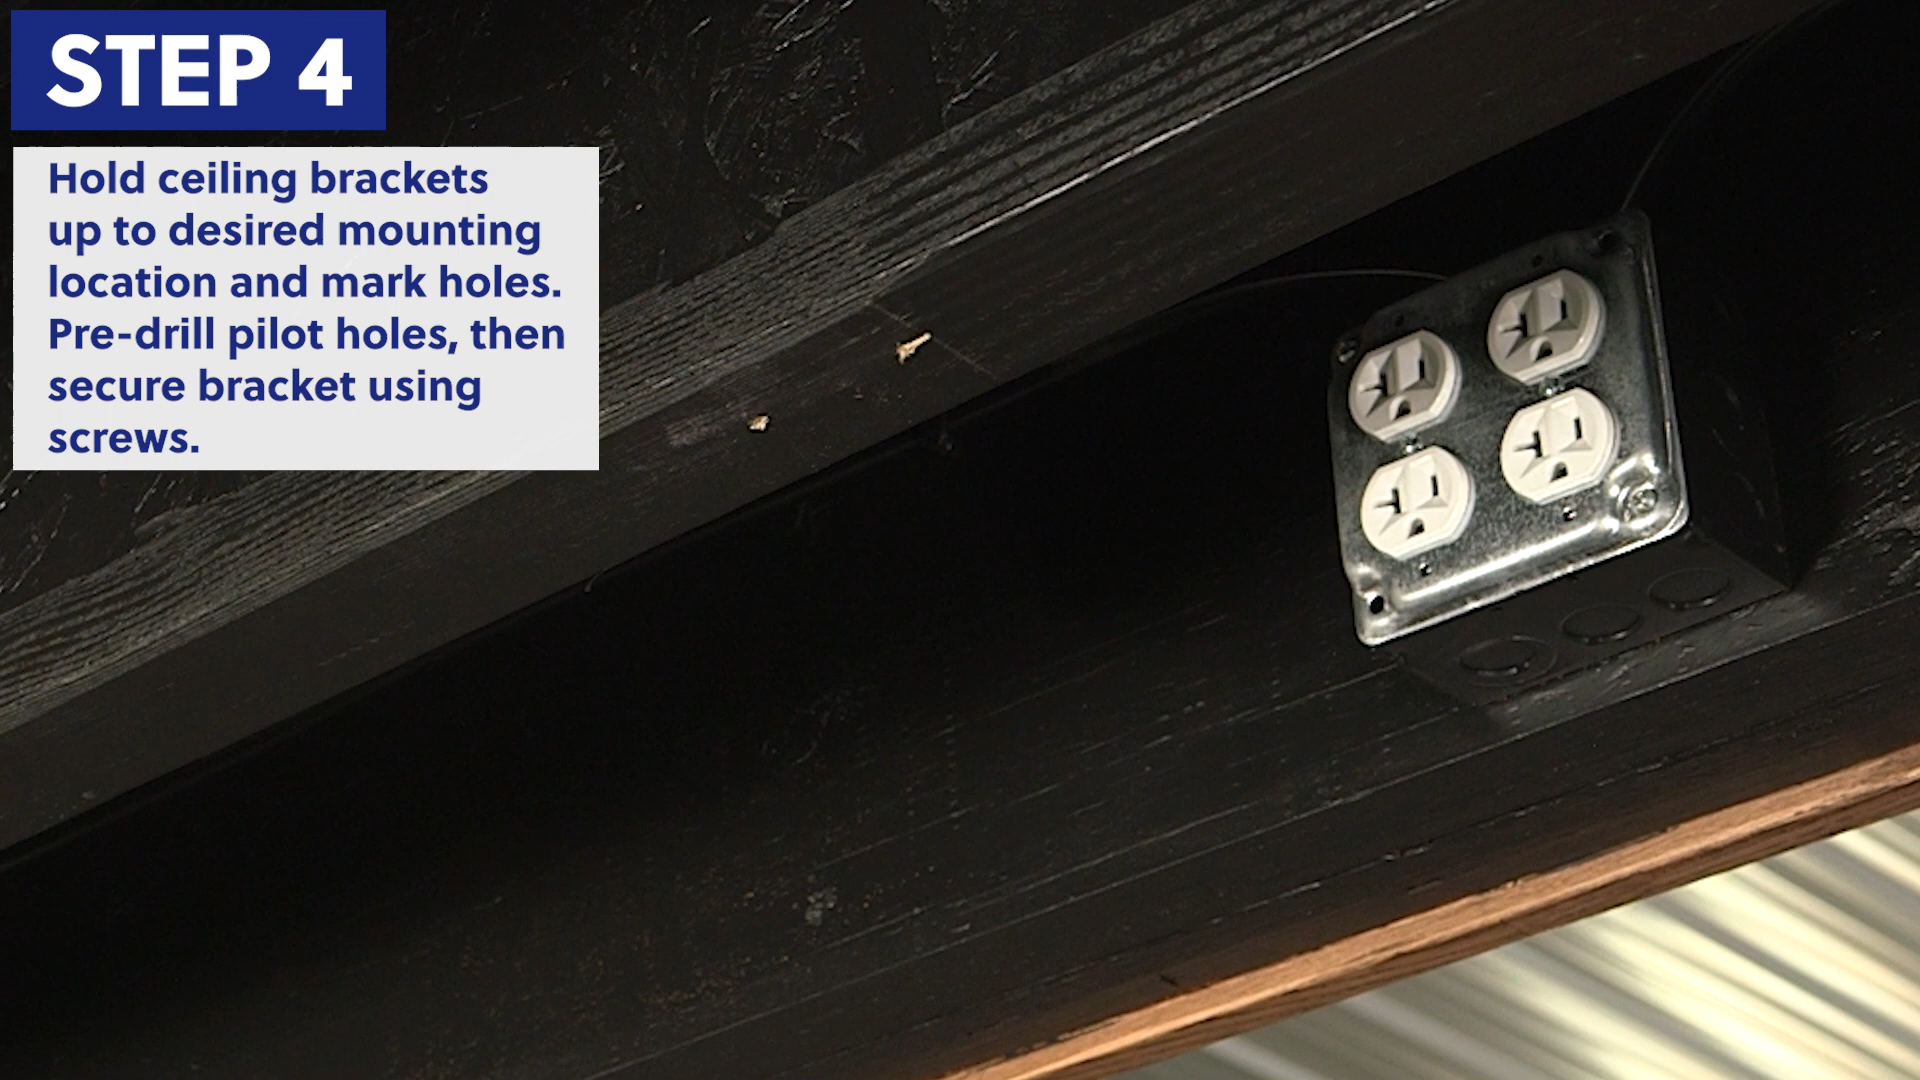 STEP 4
Hold ceiling brackets
up to desired mounting
location and mark holes.
Pre-drill pilot holes, then
secure bracket using
screws.